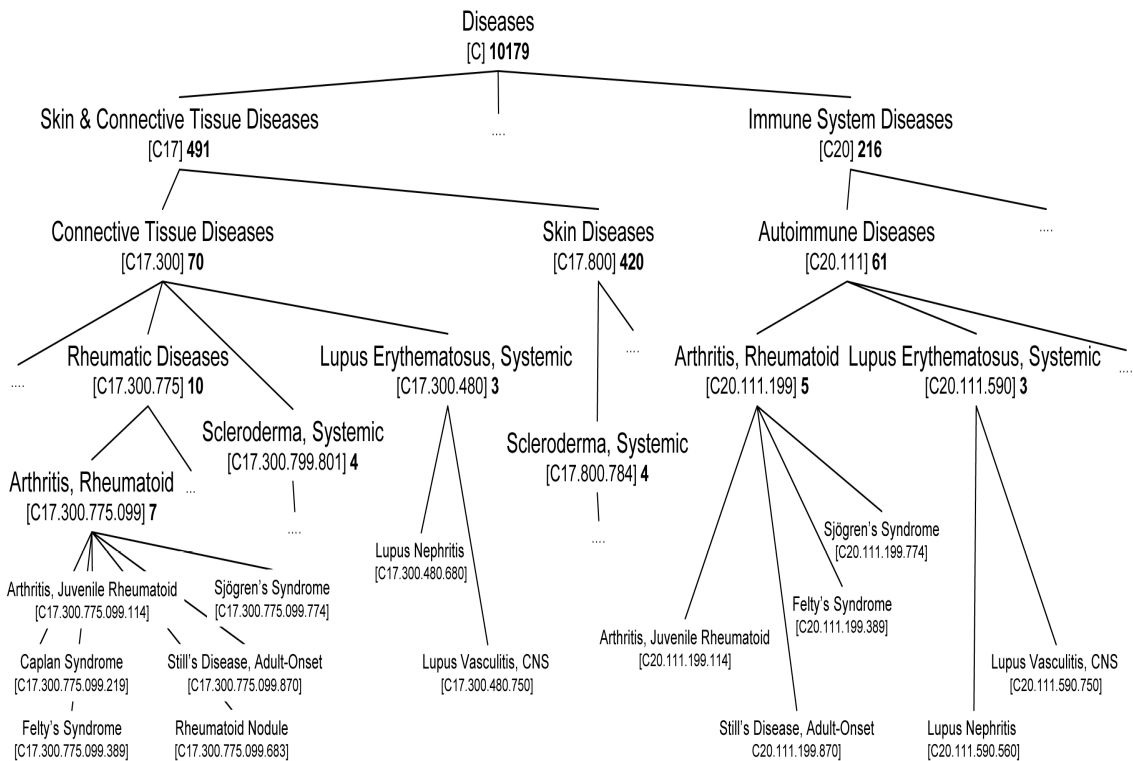 Diseases
[C] 10179
Skin & Connective Tissue Diseases
[C17] 491
....
Immune System Diseases
[C20] 216
Connective Tissue Diseases
[C17.300] 70
Skin Diseases
[C17.800] 420
Autoimmune Diseases
[C20.111] 61
....
....
Rheumatic Diseases
[C17.300.775] 10
Lupus Erythematosus, Systemic
[C17.300.480] 3
....
Arthritis, Rheumatoid
[C20.111.199] 5
Lupus Erythematosus, Systemic
[C20.111.590] 3
....
Scleroderma, Systemic
[C17.300.799.801] 4
Scleroderma, Systemic
[C17.800.784] 4
Arthritis, Rheumatoid
[C17.300.775.099] 7
...
....
....
Lupus Nephritis
[C17.300.480.680]
Sjögren's Syndrome
[C20.111.199.774]
Arthritis, Juvenile Rheumatoid
[C17.300.775.099.114]
Sjögren's Syndrome
[C17.300.775.099.774]
Felty's Syndrome
[C20.111.199.389]
Arthritis, Juvenile Rheumatoid
[C20.111.199.114]
Caplan Syndrome
[C17.300.775.099.219]
Still's Disease, Adult-Onset
[C17.300.775.099.870]
Lupus Vasculitis, CNS
[C17.300.480.750]
Lupus Vasculitis, CNS
[C20.111.590.750]
Felty's Syndrome
[C17.300.775.099.389]
Rheumatoid Nodule
[C17.300.775.099.683]
Still's Disease, Adult-Onset
C20.111.199.870]
Lupus Nephritis
[C20.111.590.560]